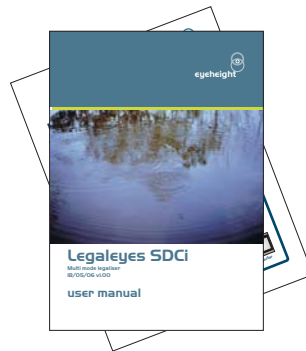 eyeheight
Legaleyes SDCi
Multi mode legaliser
18/05/06 v1.00
user manual